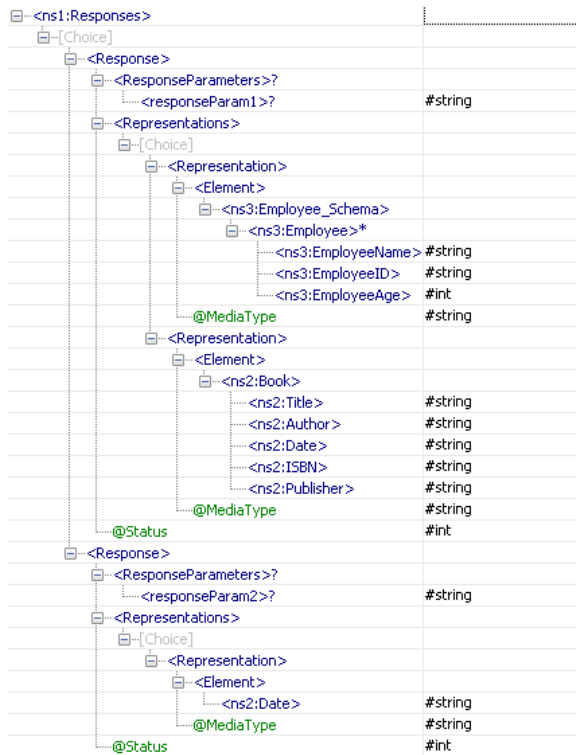 <ns1:Responses>
[Choice]
<Response>
<ResponseParameters>?
<responseParam1>? #string
<Representations>
[Choice]
<Representation>
<Element>
<ns3:Employee_Schema>
<ns3:Employee>*
<ns3:EmployeeName> #string
<ns3:EmployeeID> #string
<ns3:EmployeeAge> #int
@MediaType #string
<Representation>
<Element>
<ns2:Book>
<ns2:Title> #string
<ns2:Author> #string
<ns2:Date> #string
<ns2:ISBN> #string
<ns2:Publisher> #string
@MediaType #string
@Status #int
<Response>
<ResponseParameters>?
<responseParam2>? #string
<Representations>
[Choice]
<Representation>
<Element>
<ns2:Date> #string
@MediaType #string
@Status #int